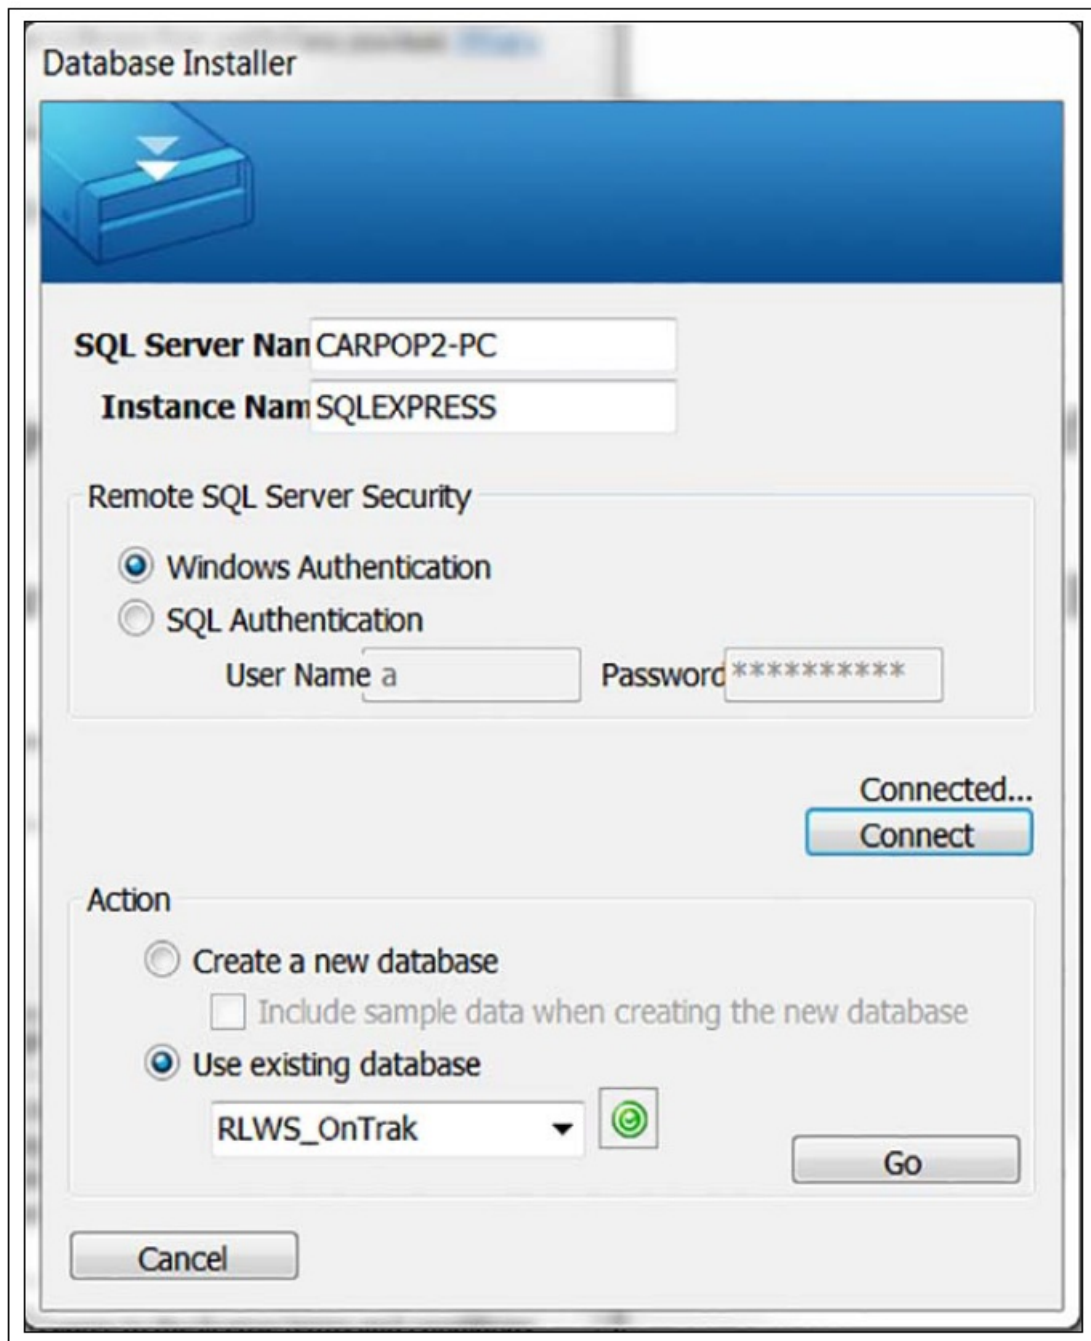 Database Installer
SQL Server Nam CARPOP2-PC
Instance Nam SQLEXPRESS
Remote SQL Server Security
Windows Authentication
SQL Authentication
User Name a Password **********
Connected...
Connect
Action
Create a new database
Include sample data when creating the new database
Use existing database
RLWS_OnTrak
Go
Cancel